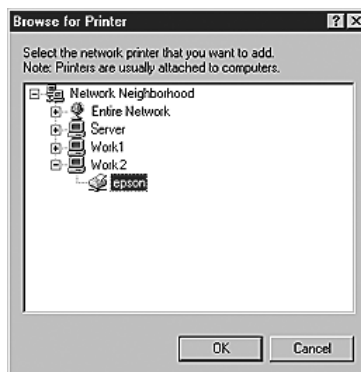 Browse for Printer
Select the network printer that you want to add.
Note: Printers are usually attached to computers.
Network Neighborhood
Entire Network
Server
Work1
Work2
epson
OK
Cancel